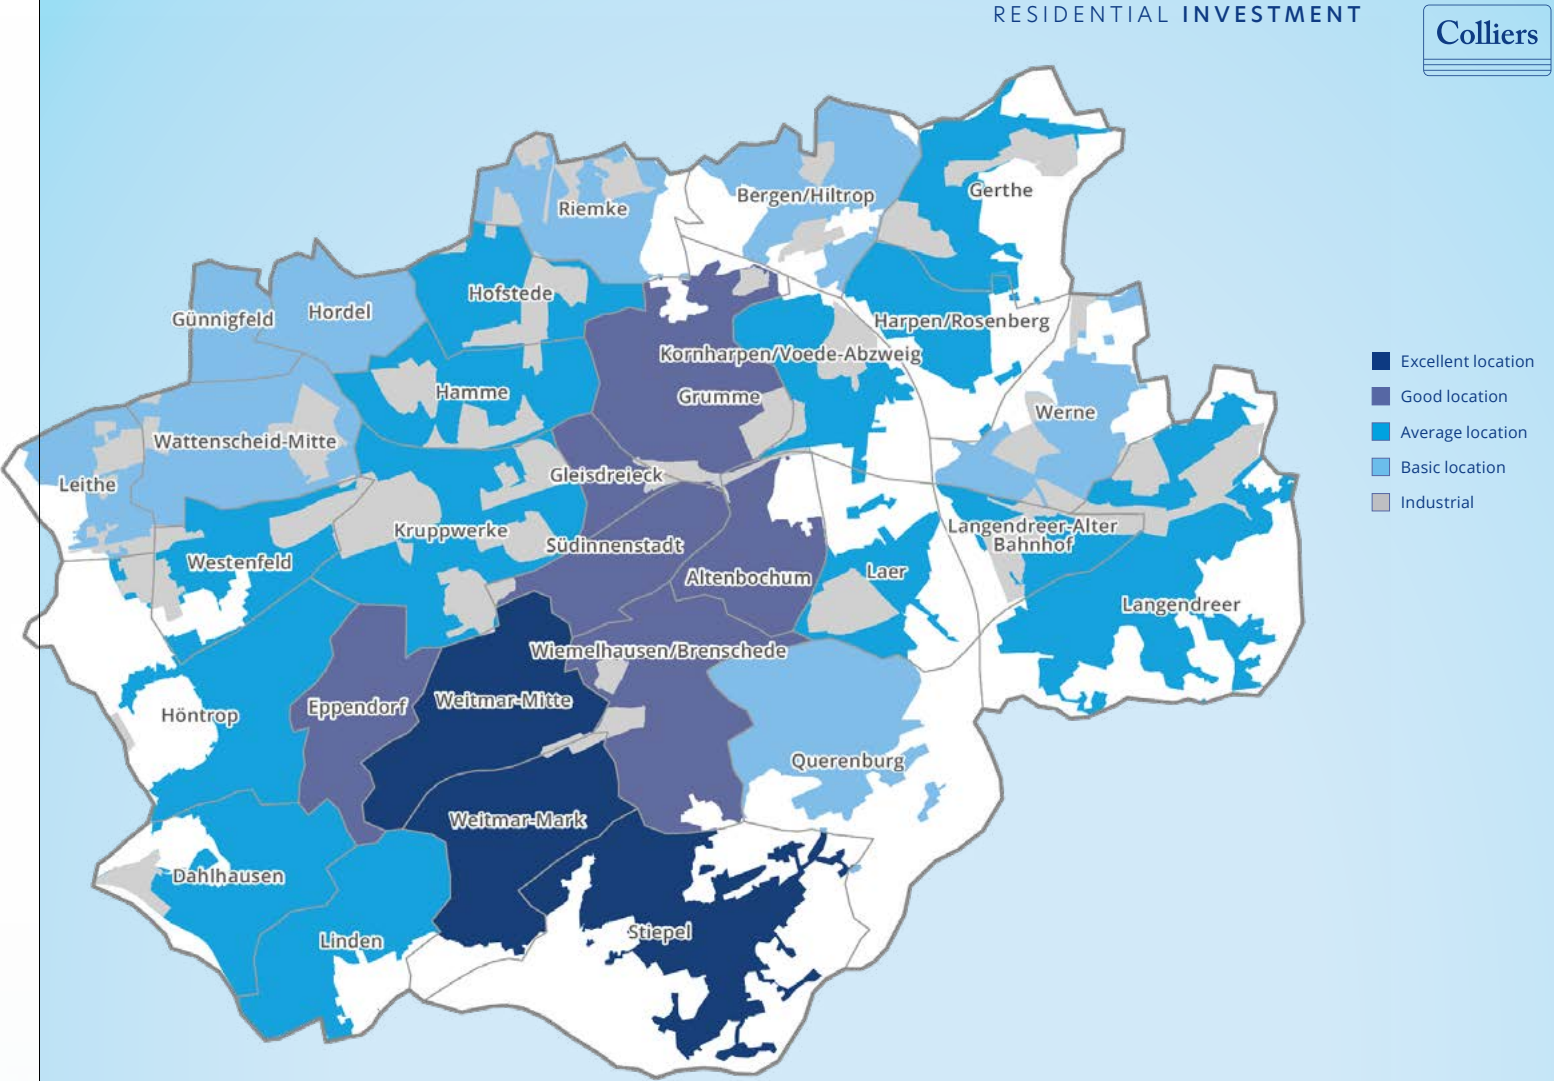 RESIDENTIAL INVESTMENT
Colliers
Riemke
Bergen/Hiltrop
Gerthe
Hofstede
Günnigfeld
Hordel
Harpen/Rosenberg
Kornharpen/Voede-Abzweig
Hamme
Grumme
Werne
Wattenscheid-Mitte
Leithe
Gleisdreieck
Kruppwerke
Langendreer-Alter
Bahnhof
Südinnenstadt
Westenfeld
Altenbochum
Laer
Langendreer
Wiemelhausen/Brenschede
Weitmar-Mitte
Eppendorf
Höntrop
Querenburg
Weitmar-Mark
Dahlhausen
Stiepel
Linden
Excellent location
Good location
Average location
Basic location
Industrial